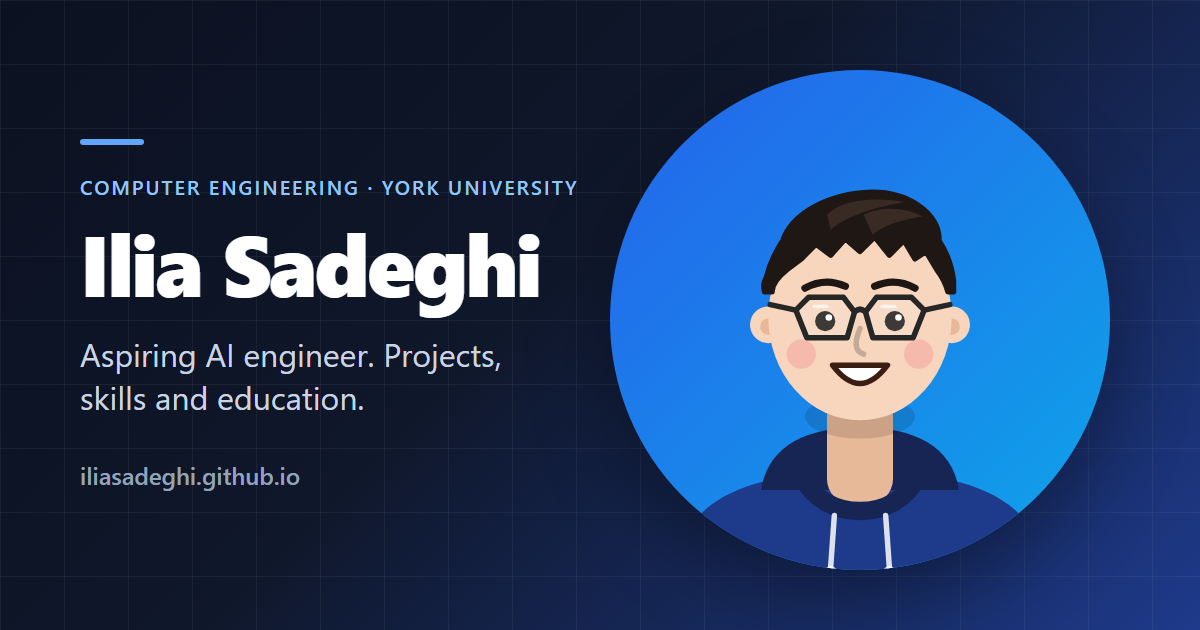 COMPUTER ENGINEERING · YORK UNIVERSITY
Ilia Sadeghi
Aspiring AI engineer. Projects,
skills and education.
iliasadeghi.github.io